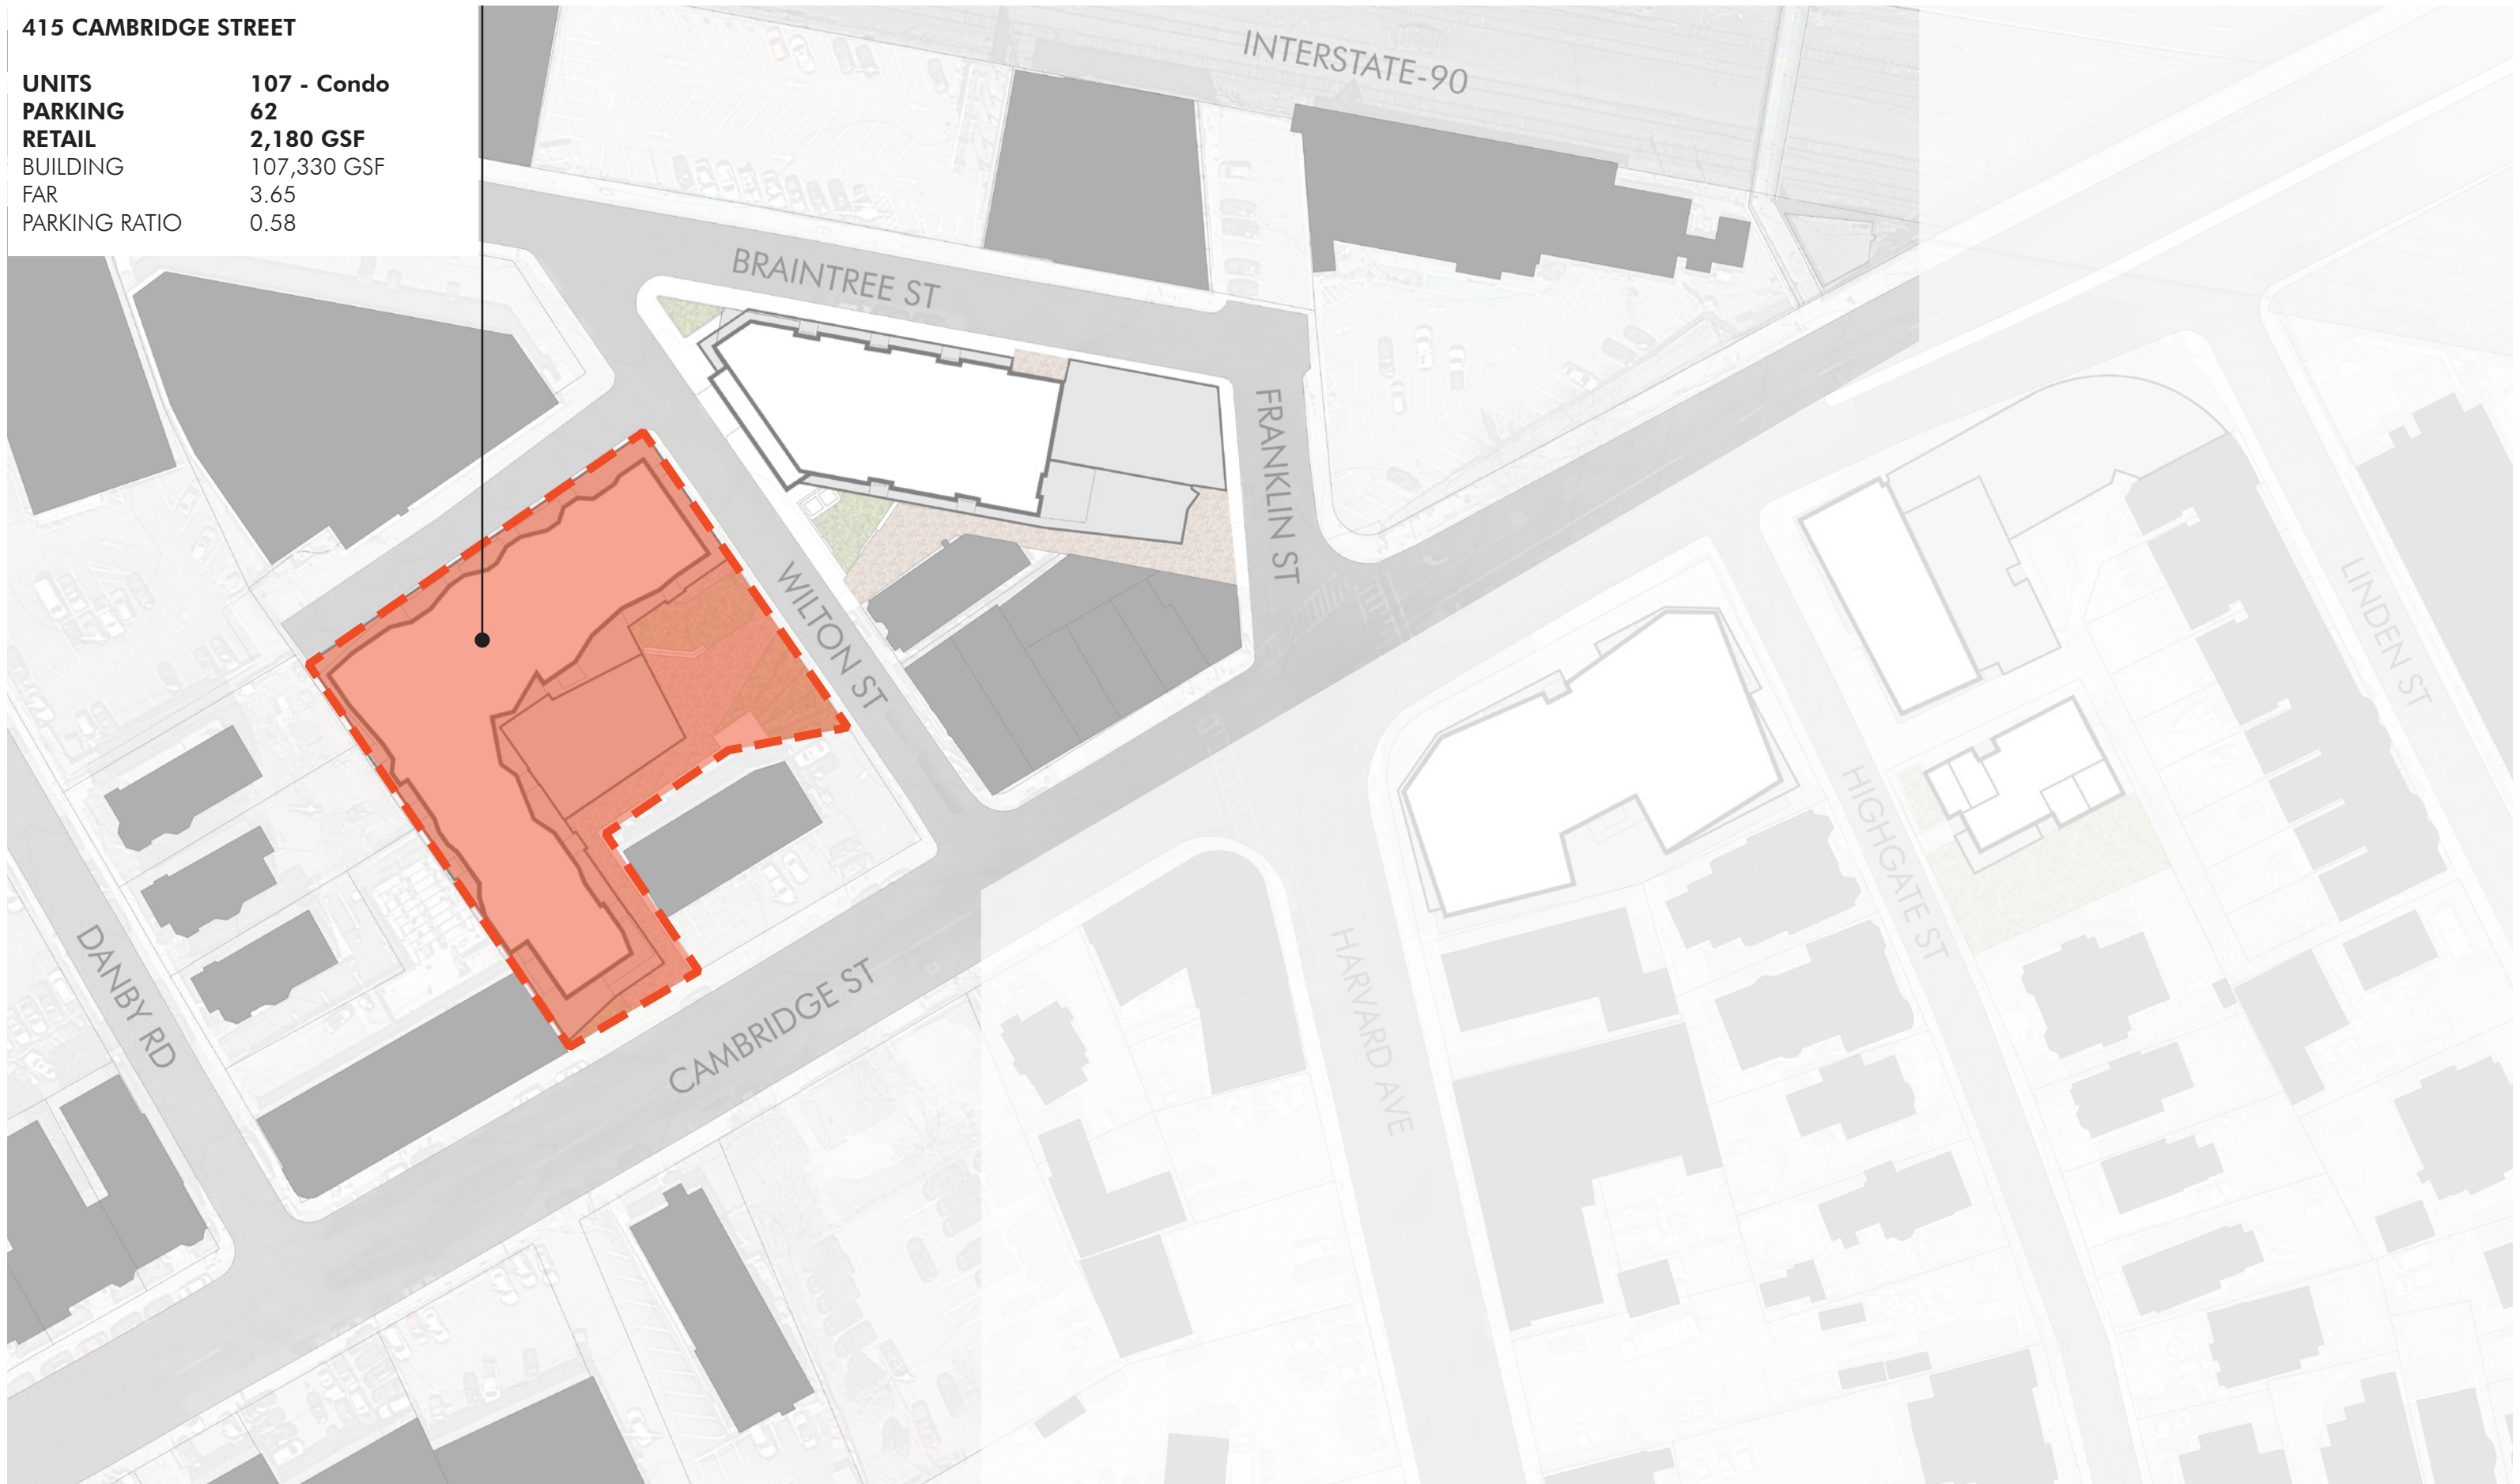 415 CAMBRIDGE STREET
UNITS 107 - Condo
PARKING 62
RETAIL 2,180 GSF
BUILDING 107,330 GSF
FAR 3.65
PARKING RATIO 0.58
INTERSTATE-90
BRAINTREE ST
FRANKLIN ST
WILTON ST
LINDEN ST
HIGHGATE ST
DANBY RD
CAMBRIDGE ST
HARVARD AVE